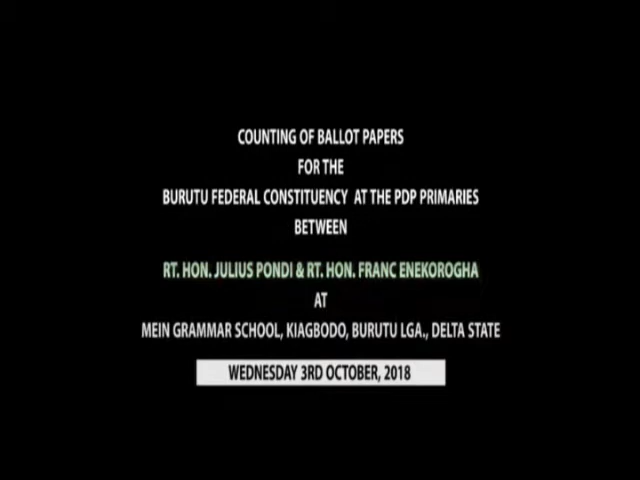 COUNTING OF BALLOT PAPERS
FOR THE
BURUTU FEDERAL CONSTITUENCY AT THE PDP PRIMARIES
BETWEEN
RT. HON. JULIUS PONDI & RT. HON. FRANC ENEKOROGHA
AT
MEIN GRAMMAR SCHOOL, KIAGBODO, BURUTU LGA., DELTA STATE
WEDNESDAY 3RD OCTOBER, 2018